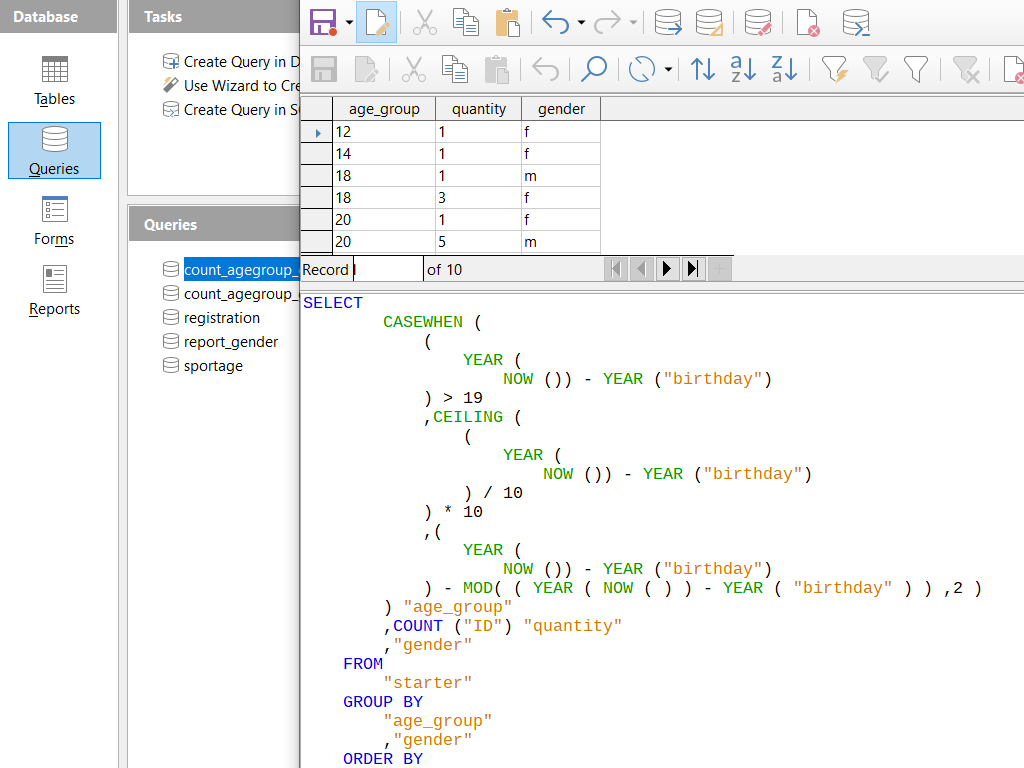 Database
Tables
Queries
Forms
Reports
Tasks
Create Query in D
Use Wizard to Cre
Create Query in S
Queries
count_agegroup_
count_agegroup_
registration
report_gender
sportage
age_group quantity gender
12 1 f
14 1 f
18 1 m
18 3 f
20 1 f
20 5 m
Record 1 of 10
SELECT
CASEWHEN (
(
YEAR (
NOW ()) - YEAR ("birthday")
) > 19
,CEILING (
(
YEAR (
NOW ()) - YEAR ("birthday")
) / 10
) * 10
,(
YEAR (
NOW ()) - YEAR ("birthday")
) - MOD( ( YEAR ( NOW ( ) ) - YEAR ( "birthday" ) ) ,2 )
) "age_group"
,COUNT ("ID") "quantity"
,"gender"
FROM
"starter"
GROUP BY
"age_group"
,"gender"
ORDER BY